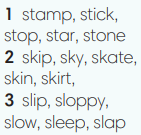 1 stamp, stick,
stop, star, stone
2 skip, sky, skate,
skin, skirt,
3 slip, sloppy,
slow, sleep, slap